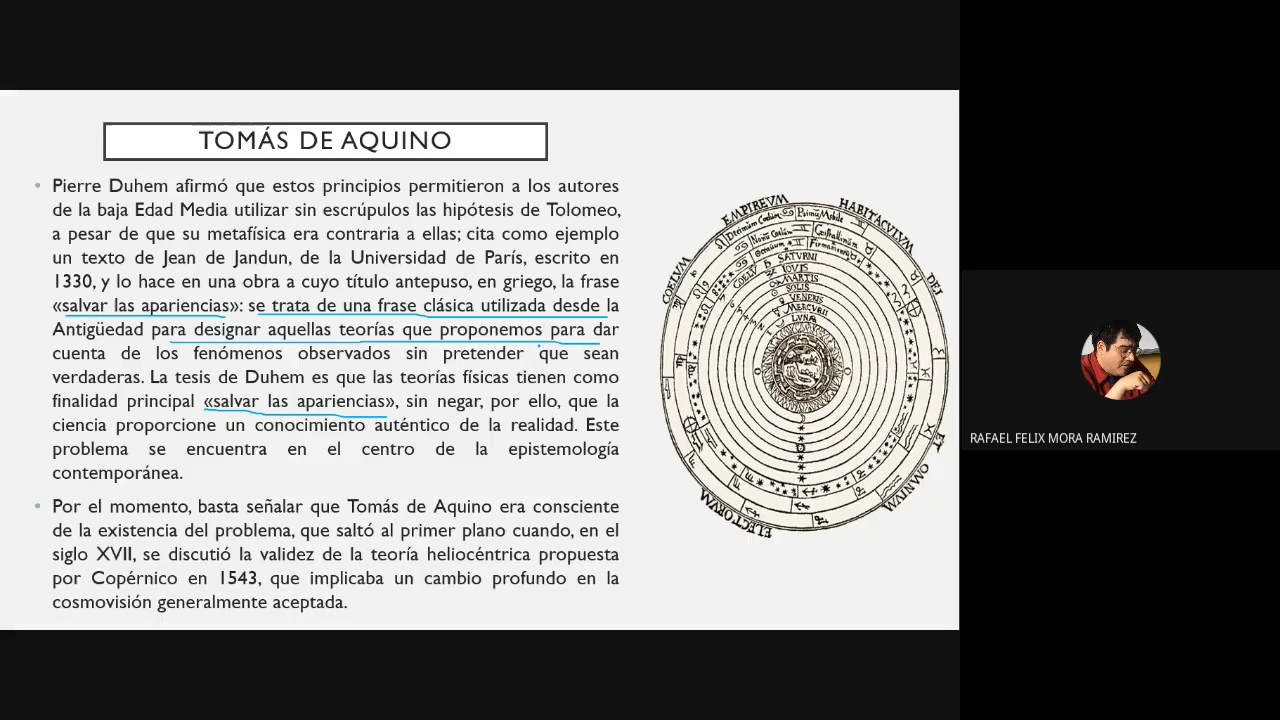 TOMÁS DE AQUINO
• Pierre Duhem afirmó que estos principios permitieron a los autores
de la baja Edad Media utilizar sin escrúpulos las hipótesis de Tolomeo,
a pesar de que su metafísica era contraria a ellas; cita como ejemplo
un texto de Jean de Jandun, de la Universidad de París, escrito en
1330, y lo hace en una obra a cuyo título antepuso, en griego, la frase
«salvar las apariencias»: se trata de una frase clásica utilizada desde la
Antigüedad para designar aquellas teorías que proponemos para dar
cuenta de los fenómenos observados sin pretender que sean
verdaderas. La tesis de Duhem es que las teorías físicas tienen como
finalidad principal «salvar las apariencias», sin negar, por ello, que la
ciencia proporcione un conocimiento auténtico de la realidad. Este
problema se encuentra en el centro de la epistemología
contemporánea.
• Por el momento, basta señalar que Tomás de Aquino era consciente
de la existencia del problema, que saltó al primer plano cuando, en el
siglo XVII, se discutió la validez de la teoría heliocéntrica propuesta
por Copérnico en 1543, que implicaba un cambio profundo en la
cosmovisión generalmente aceptada.
COELVM
EMPIREVM
HABITACVLVM
DEI
ET
OMNIVM
ELECTORVM
SATVRNI
IOVIS
MARTIS
SOLIS
VENERIS
MERCVRII
LVNÆ
RAFAEL FELIX MORA RAMIREZ